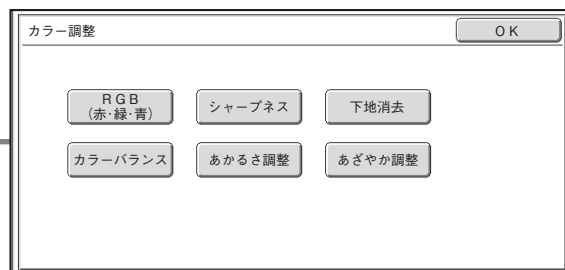 カラー調整
OK
RGB
(赤・緑・青)
シャープネス
下地消去
カラーバランス
あかるさ調整
あざやか調整